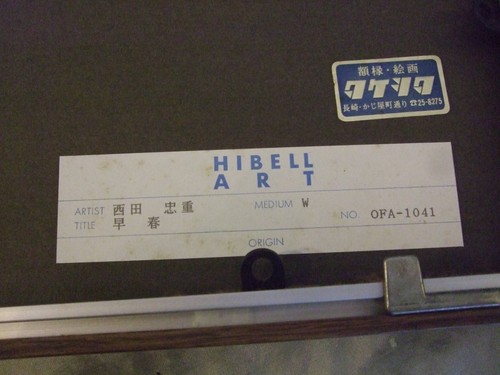 額縁・絵画
タケシタ
長崎・かじ屋町通り☎25-8375
HIBELL
ART
ARTIST 西田 忠重 MEDIUM W
TITLE 早 春 NO. OFA-1041
ORIGIN